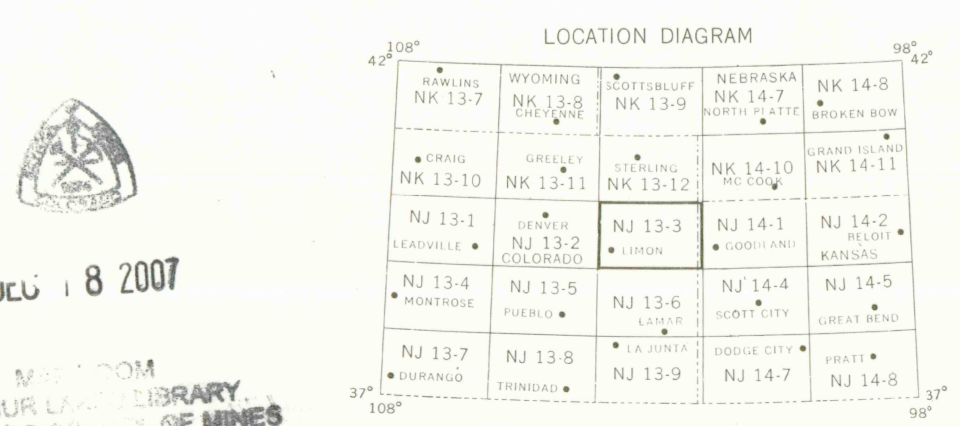 LOCATION DIAGRAM
108° 98°
42° 42°
RAWLINS
NK 13-7
WYOMING
NK 13-8
CHEYENNE
SCOTTSBLUFF
NK 13-9
NEBRASKA
NK 14-7
NORTH PLATTE
NK 14-8
BROKEN BOW
CRAIG
NK 13-10
GREELEY
NK 13-11
STERLING
NK 13-12
NK 14-10
MC COOK
GRAND ISLAND
NK 14-11
NJ 13-1
LEADVILLE
DENVER
NJ 13-2
COLORADO
NJ 13-3
LIMON
NJ 14-1
GOODLAND
NJ 14-2
BELOIT
KANSAS
NJ 13-4
MONTROSE
NJ 13-5
PUEBLO
NJ 13-6
LAMAR
NJ 14-4
SCOTT CITY
NJ 14-5
GREAT BEND
NJ 13-7
DURANGO
NJ 13-8
TRINIDAD
LA JUNTA
NJ 13-9
DODGE CITY
NJ 14-7
PRATT
NJ 14-8
37° 37°
108° 98°
COLORADO
18 2007
LIBRARY
OF MINES